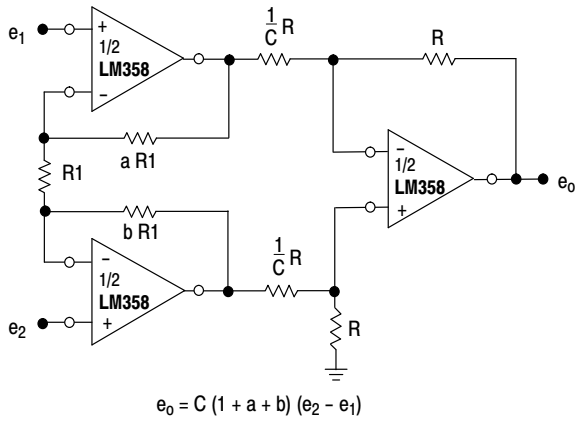 e1
+
1/2
LM358
−
1/C R
R
a R1
R1
b R1
−
1/2
LM358
+
eo
−
1/2
LM358
+
e2
1/C R
R
eo = C (1 + a + b) (e2 − e1)